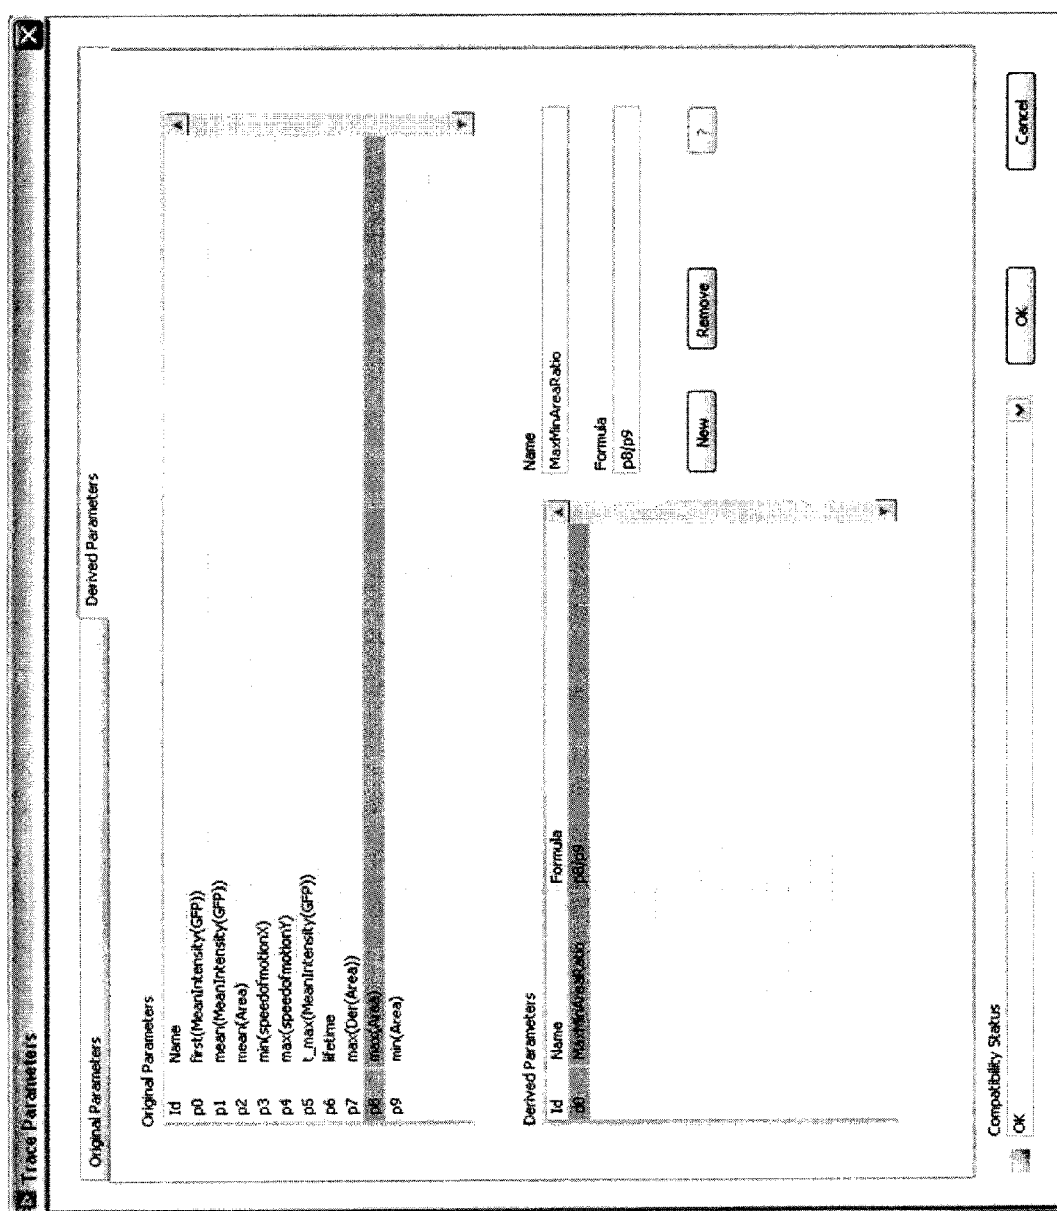 Trace Parameters
Original Parameters Derived Parameters
Original Parameters
Id Name
p0 first(MeanIntensity(GFP))
p1 mean(MeanIntensity(GFP))
p2 mean(Area)
p3 min(speedofmotionX)
p4 max(speedofmotionY)
p5 t_max(MeanIntensity(GFP))
p6 lifetime
p7 max(Der(Area))
p8 max(Area)
p9 min(Area)
Derived Parameters
Id Name Formula
d0 MaxMinAreaRatio p8/p9
Name
MaxMinAreaRatio
Formula
p8/p9
New Remove ?
Compatibility Status
OK
OK Cancel